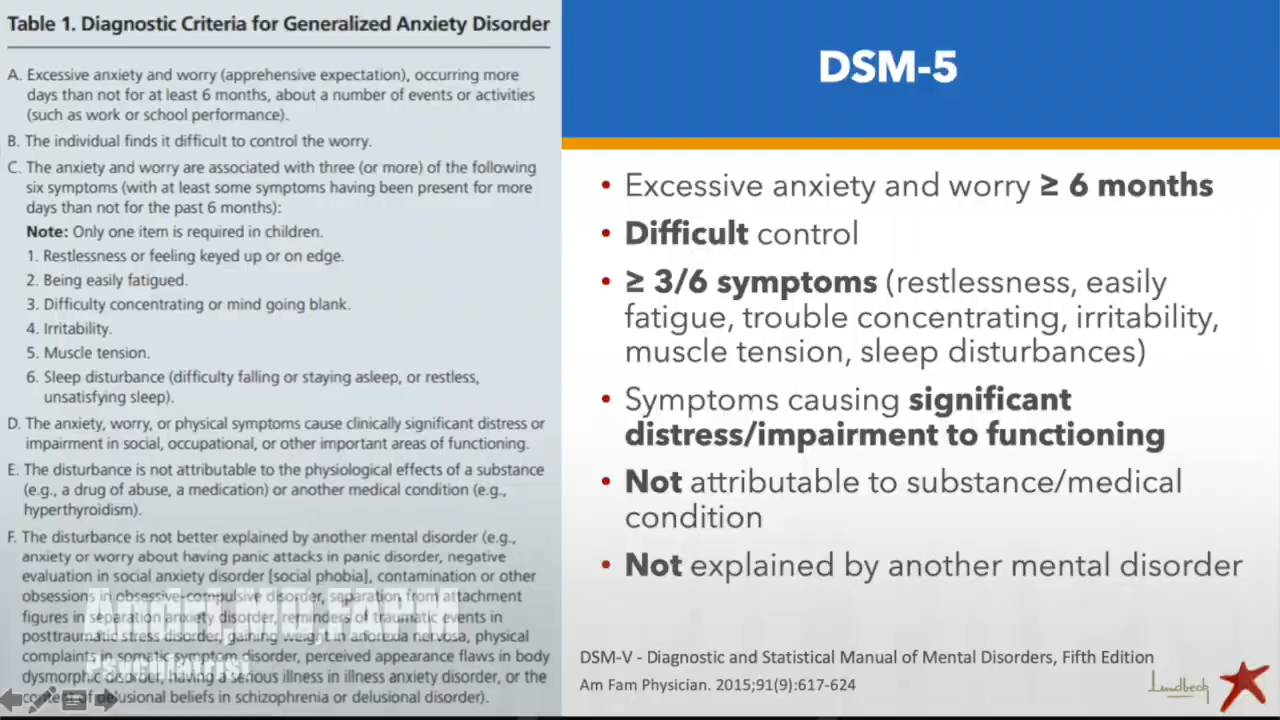 Table 1. Diagnostic Criteria for Generalized Anxiety Disorder
A. Excessive anxiety and worry (apprehensive expectation), occurring more
days than not for at least 6 months, about a number of events or activities
(such as work or school performance).
B. The individual finds it difficult to control the worry.
C. The anxiety and worry are associated with three (or more) of the following
six symptoms (with at least some symptoms having been present for more
days than not for the past 6 months):
Note: Only one item is required in children.
1. Restlessness or feeling keyed up or on edge.
2. Being easily fatigued.
3. Difficulty concentrating or mind going blank.
4. Irritability.
5. Muscle tension.
6. Sleep disturbance (difficulty falling or staying asleep, or restless,
unsatisfying sleep).
D. The anxiety, worry, or physical symptoms cause clinically significant distress or
impairment in social, occupational, or other important areas of functioning.
E. The disturbance is not attributable to the physiological effects of a substance
(e.g., a drug of abuse, a medication) or another medical condition (e.g.,
hyperthyroidism).
F. The disturbance is not better explained by another mental disorder (e.g.,
anxiety or worry about having panic attacks in panic disorder, negative
evaluation in social anxiety disorder [social phobia], contamination or other
obsessions in obsessive-compulsive disorder, separation from attachment
figures in separation anxiety disorder, reminders of traumatic events in
posttraumatic stress disorder, gaining weight in anorexia nervosa, physical
complaints in somatic symptom disorder, perceived appearance flaws in body
dysmorphic disorder, having a serious illness in illness anxiety disorder, or the
content of delusional beliefs in schizophrenia or delusional disorder).
Psychiatrist
DSM-5
• Excessive anxiety and worry ≥ 6 months
• Difficult control
• ≥ 3/6 symptoms (restlessness, easily
fatigue, trouble concentrating, irritability,
muscle tension, sleep disturbances)
• Symptoms causing significant
distress/impairment to functioning
• Not attributable to substance/medical
condition
• Not explained by another mental disorder
DSM-V - Diagnostic and Statistical Manual of Mental Disorders, Fifth Edition
Am Fam Physician. 2015;91(9):617-624
Lundbeck